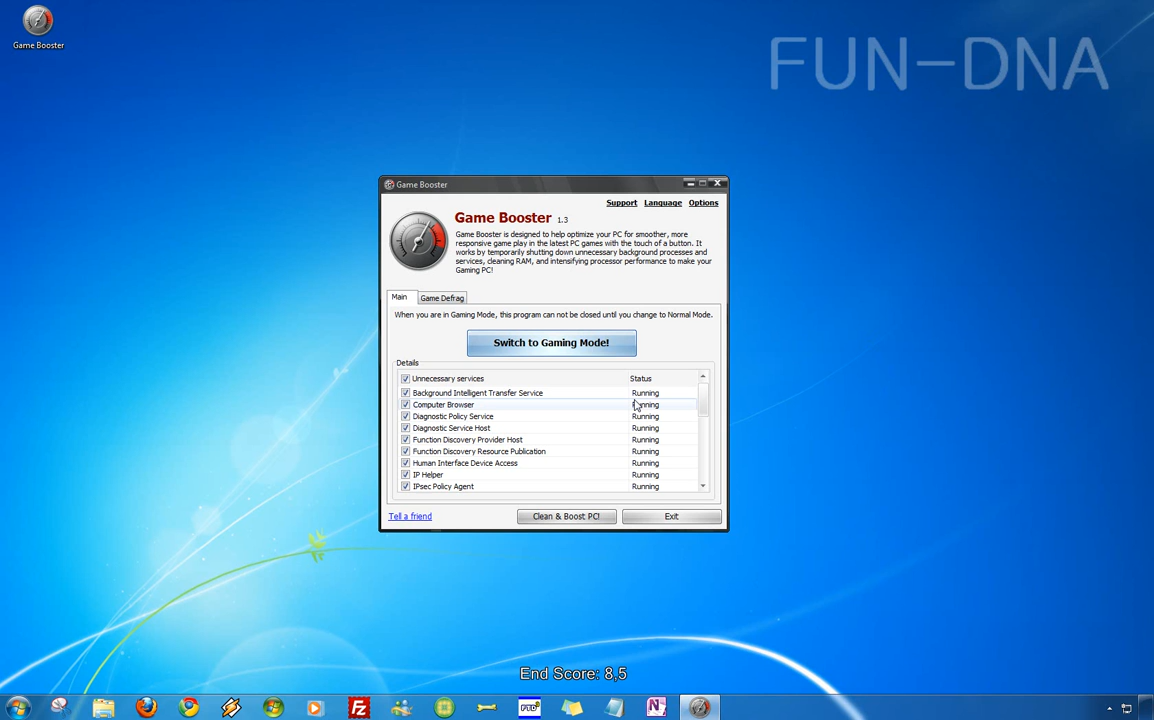 Game Booster
FUN-DNA
Game Booster
Support Language Options
Game Booster 1.3
Game Booster is designed to help optimize your PC for smoother, more
responsive game play in the latest PC games with the touch of a button. It
works by temporarily shutting down unnecessary background processes and
services, cleaning RAM, and intensifying processor performance to make your
Gaming PC!
Main Game Defrag
When you are in Gaming Mode, this program can not be closed until you change to Normal Mode.
Switch to Gaming Mode!
Details
Unnecessary services Status
Background Intelligent Transfer Service Running
Computer Browser Running
Diagnostic Policy Service Running
Diagnostic Service Host Running
Function Discovery Provider Host Running
Function Discovery Resource Publication Running
Human Interface Device Access Running
IP Helper Running
IPsec Policy Agent Running
Tell a friend Clean & Boost PC! Exit
End Score: 8,5
FZ FTD N